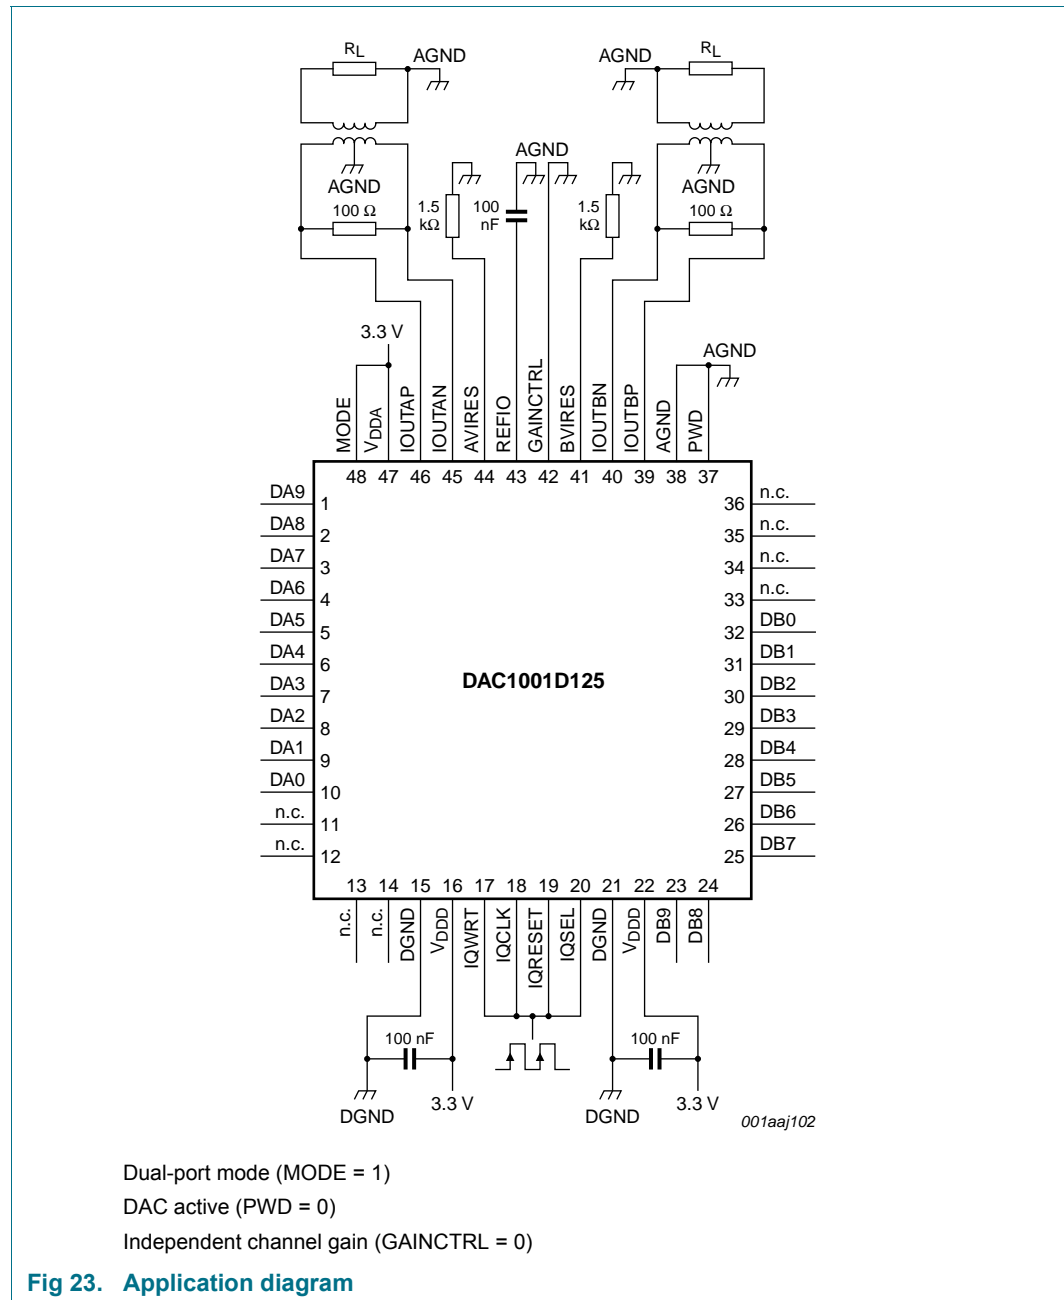 RL
AGND
AGND
RL
AGND
AGND
AGND
100 Ω
1.5
kΩ
100
nF
1.5
kΩ
100 Ω
3.3 V
AGND
MODE
VDDA
IOUTAP
IOUTAN
AVIRES
REFIO
GAINCTRL
BVIRES
IOUTBN
IOUTBP
AGND
PWD
48 47 46 45 44 43 42 41 40 39 38 37
DA9 1
DA8 2
DA7 3
DA6 4
DA5 5
DA4 6
DA3 7
DA2 8
DA1 9
DA0 10
n.c. 11
n.c. 12
DAC1001D125
36 n.c.
35 n.c.
34 n.c.
33 n.c.
32 DB0
31 DB1
30 DB2
29 DB3
28 DB4
27 DB5
26 DB6
25 DB7
13 14 15 16 17 18 19 20 21 22 23 24
n.c.
n.c.
DGND
VDDD
IQWRT
IQCLK
IQRESET
IQSEL
DGND
VDDD
DB9
DB8
100 nF
100 nF
DGND
3.3 V
DGND
3.3 V
001aaj102
Dual-port mode (MODE = 1)
DAC active (PWD = 0)
Independent channel gain (GAINCTRL = 0)
Fig 23. Application diagram